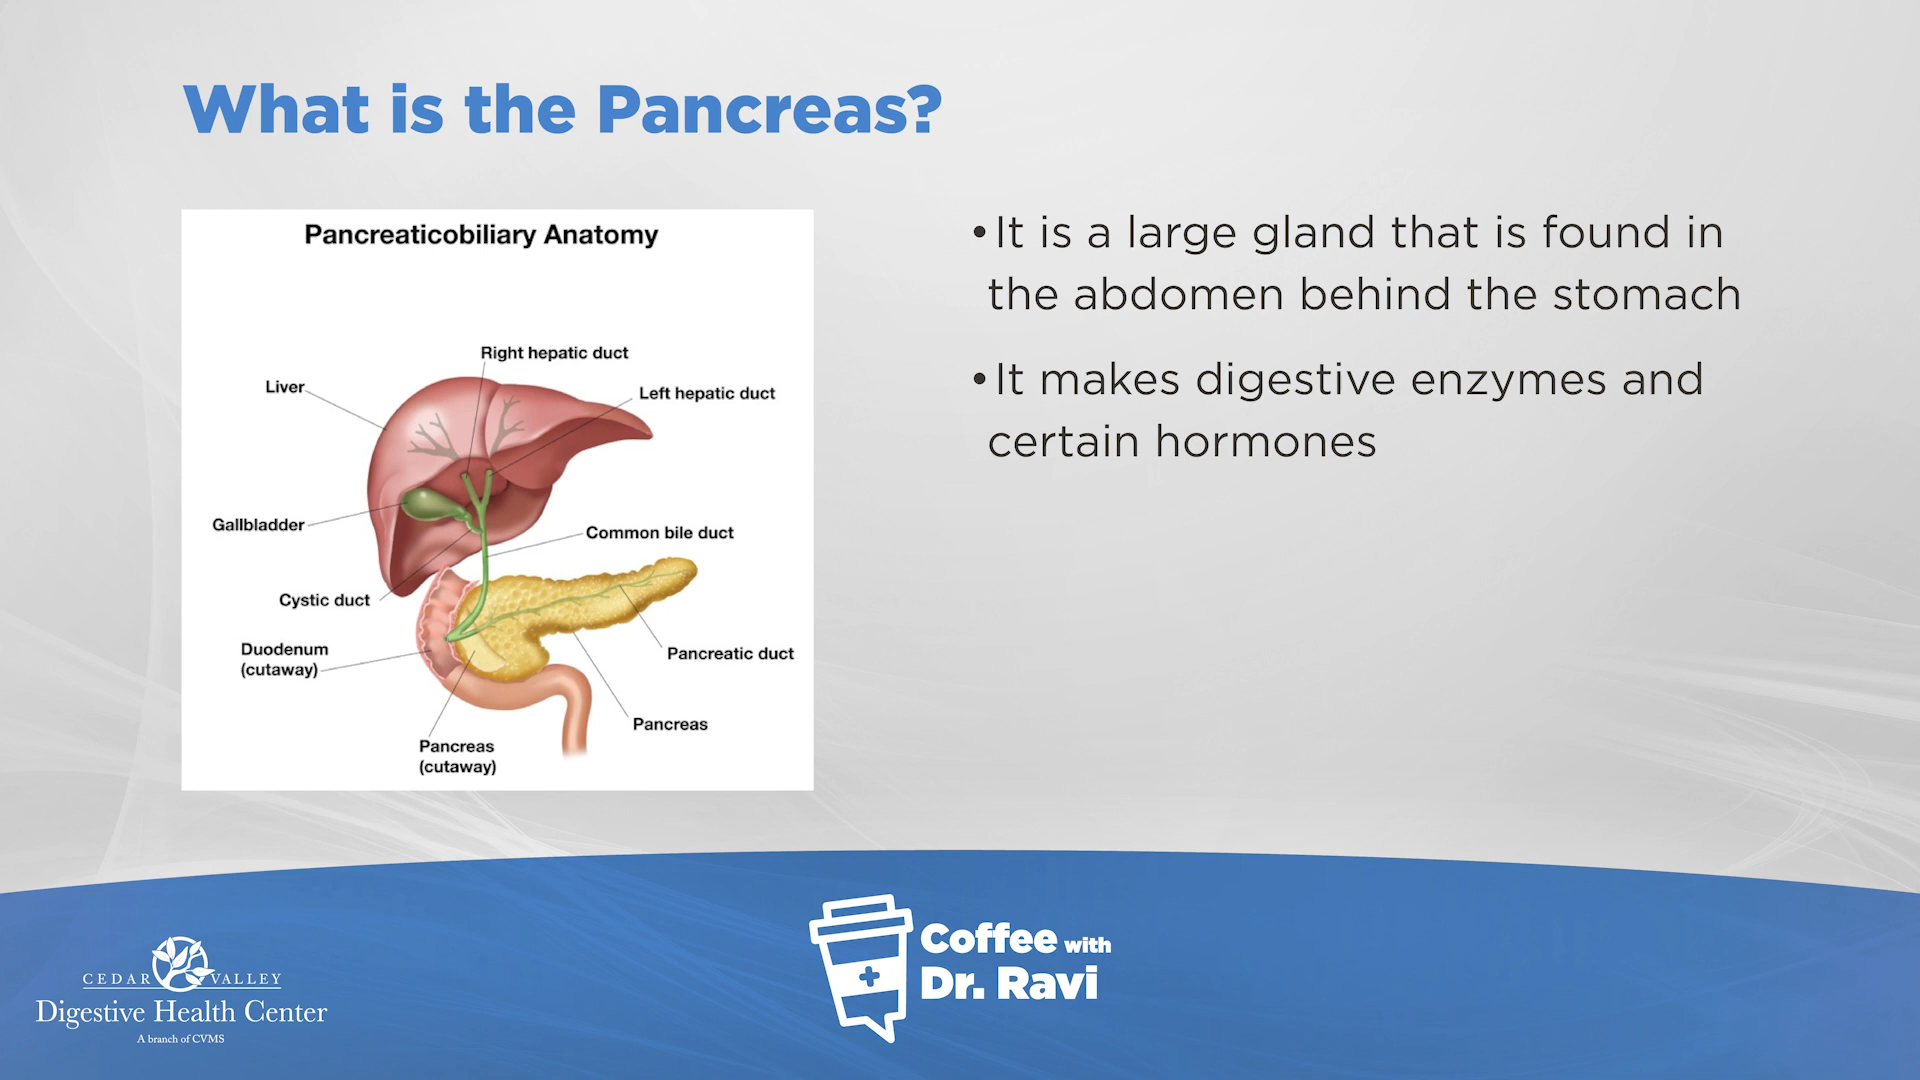 What is the Pancreas?
Pancreaticobiliary Anatomy
Right hepatic duct
Liver
Left hepatic duct
Gallbladder
Common bile duct
Cystic duct
Duodenum
(cutaway)
Pancreatic duct
Pancreas
Pancreas
(cutaway)
•It is a large gland that is found in
the abdomen behind the stomach
•It makes digestive enzymes and
certain hormones
CEDAR VALLEY
Digestive Health Center
A branch of CVMS
Coffee with
Dr. Ravi